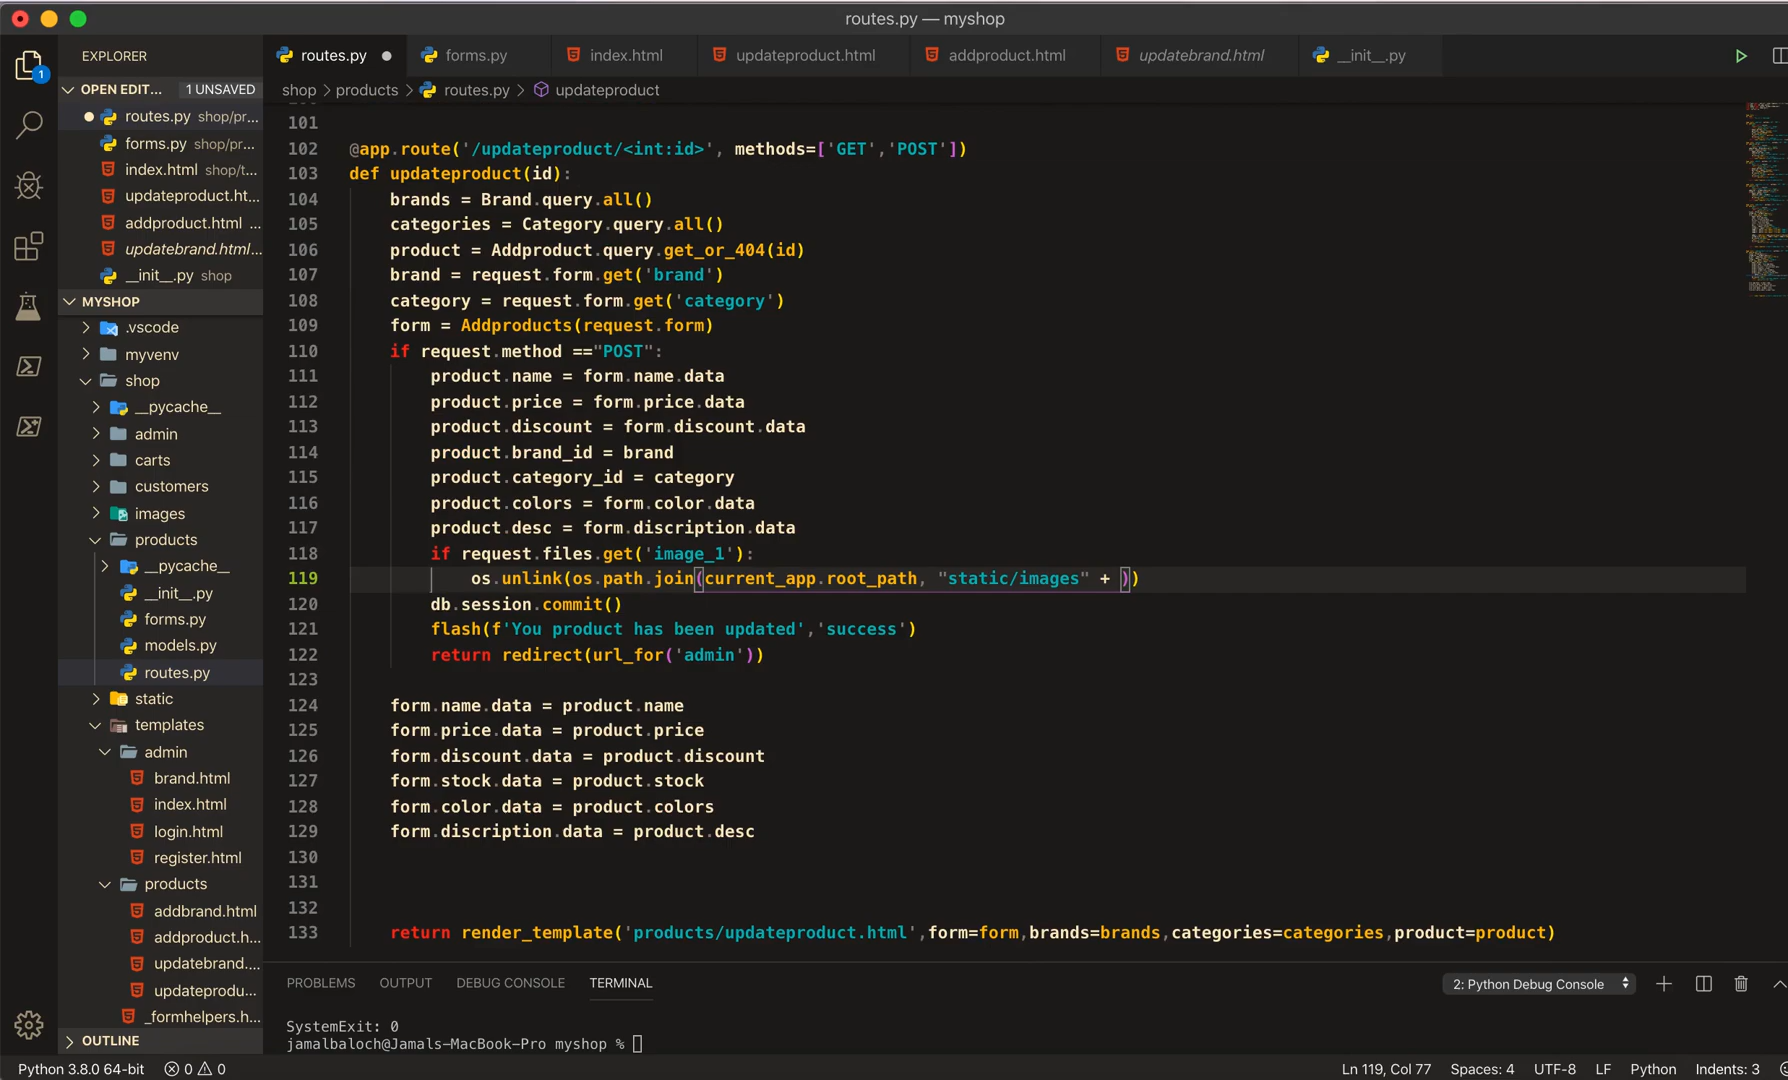 routes.py — myshop
EXPLORER
routes.py
forms.py
index.html
updateproduct.html
addproduct.html
updatebrand.html
__init__.py
1
OPEN EDIT... 1 UNSAVED
shop > products > routes.py > updateproduct
routes.py shop/pr...
forms.py shop/pr...
index.html shop/t...
updateproduct.ht...
addproduct.html ...
updatebrand.html...
__init__.py shop
MYSHOP
.vscode
myvenv
shop
__pycache__
admin
carts
customers
images
products
__pycache__
__init__.py
forms.py
models.py
routes.py
static
templates
admin
brand.html
index.html
login.html
register.html
products
addbrand.html
addproduct.h...
updatebrand....
updateprodu...
_formhelpers.h...
OUTLINE
101
102 @app.route('/updateproduct/<int:id>', methods=['GET','POST'])
103 def updateproduct(id):
104 brands = Brand.query.all()
105 categories = Category.query.all()
106 product = Addproduct.query.get_or_404(id)
107 brand = request.form.get('brand')
108 category = request.form.get('category')
109 form = Addproducts(request.form)
110 if request.method =="POST":
111 product.name = form.name.data
112 product.price = form.price.data
113 product.discount = form.discount.data
114 product.brand_id = brand
115 product.category_id = category
116 product.colors = form.color.data
117 product.desc = form.discription.data
118 if request.files.get('image_1'):
119 os.unlink(os.path.join(current_app.root_path, "static/images" + ))
120 db.session.commit()
121 flash(f'You product has been updated','success')
122 return redirect(url_for('admin'))
123
124 form.name.data = product.name
125 form.price.data = product.price
126 form.discount.data = product.discount
127 form.stock.data = product.stock
128 form.color.data = product.colors
129 form.discription.data = product.desc
130
131
132
133 return render_template('products/updateproduct.html',form=form,brands=brands,categories=categories,product=product)
PROBLEMS OUTPUT DEBUG CONSOLE TERMINAL 2: Python Debug Console
SystemExit: 0
jamalbaloch@Jamals-MacBook-Pro myshop %
Python 3.8.0 64-bit 0 0 Ln 119, Col 77 Spaces: 4 UTF-8 LF Python Indents: 3